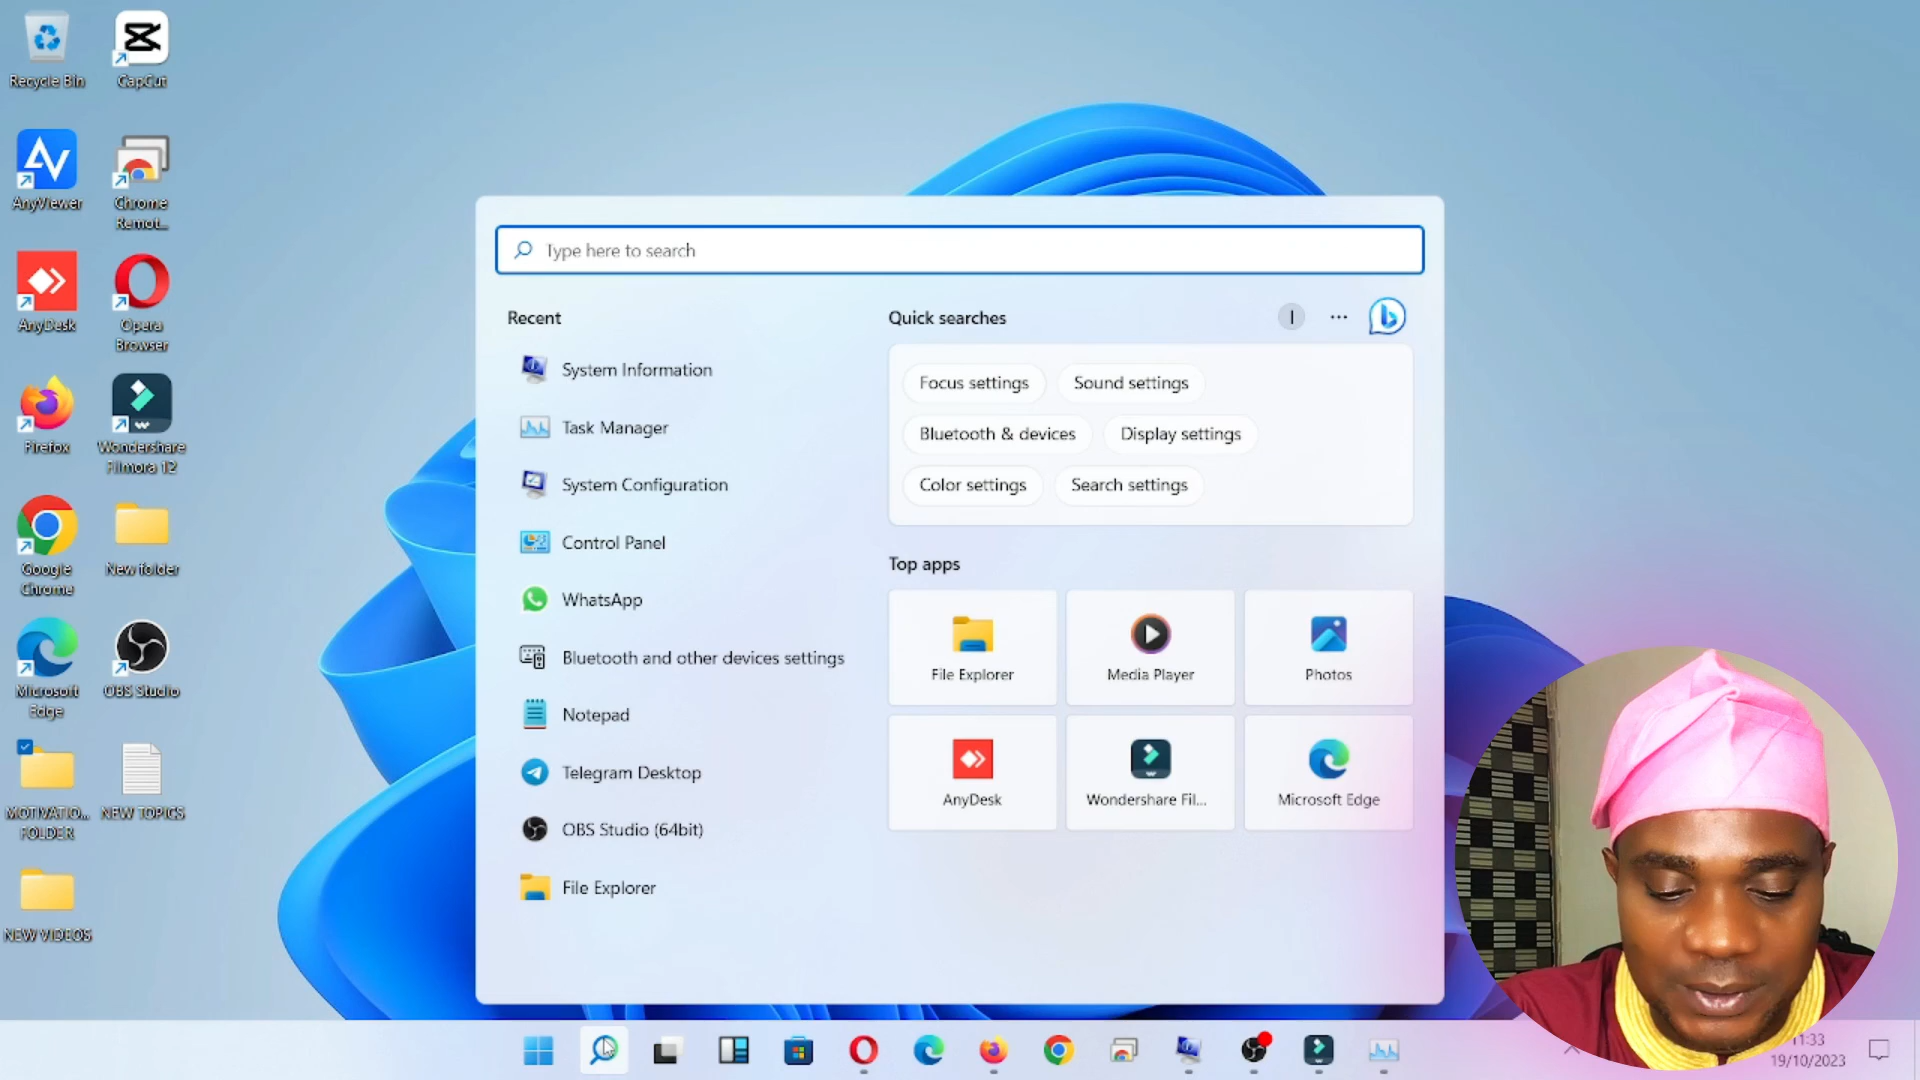 Recycle Bin
CapCut
AnyViewer
Chrome
Remot...
AnyDesk
Opera
Browser
Firefox
Wondershare
Filmora 12
Google
Chrome
New folder
Microsoft
Edge
OBS Studio
MOTIVATIO...
FOLDER
NEW TOPICS
NEW VIDEOS
Type here to search
Recent
System Information
Task Manager
System Configuration
Control Panel
WhatsApp
Bluetooth and other devices settings
Notepad
Telegram Desktop
OBS Studio (64bit)
File Explorer
Quick searches
I
Focus settings
Sound settings
Bluetooth & devices
Display settings
Color settings
Search settings
Top apps
File Explorer
Media Player
Photos
AnyDesk
Wondershare Fil...
Microsoft Edge
11:33
19/10/2023